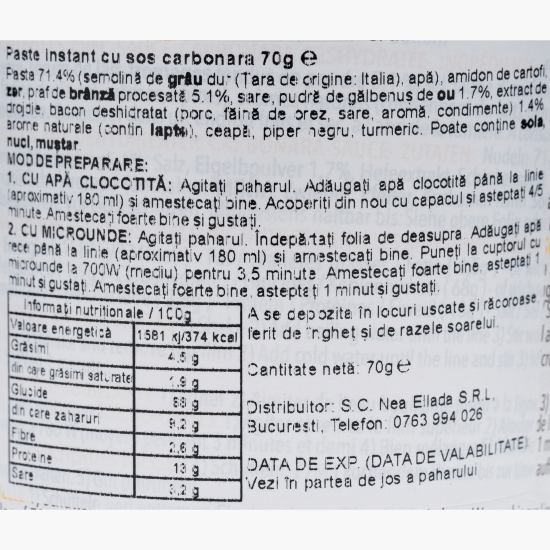 Paste instant cu sos carbonara 70g ℮
Paste 71.4% (semolină de grâu dur (Țara de origine: Italia), apă), amidon de cartofi,
zer, praf de brânză procesată 5.1%, sare, pudră de gălbenuș de ou 1.7%, extract de
drojdie, bacon deshidratat (porc, făină de orez, sare, aromă, condimente) 1.4%
arome naturale (conțin lapte), ceapă, piper negru, turmeric. Poate conține soia,
nuci, muștar.
MOD DE PREPARARE:
1. CU APĂ CLOCOTITĂ: Agitați paharul. Adăugați apă clocotită până la linie
(aproximativ 180 ml) și amestecați bine. Acoperiți din nou cu capacul și așteptați 4/5
minute. Amestecați foarte bine și gustați.
2. CU MICROUNDE: Agitați paharul. Îndepărtați folia de deasupra. Adăugați apă
rece până la linie (aproximativ 180 ml) și amestecați bine. Puneți la cuptorul cu
microunde la 700W (mediu) pentru 3,5 minute. Amestecați foarte bine, așteptați 1
minut și gustați. Amestecați foarte bine, așteptați 1 minut și gustați.
Informații nutriționale / 100g
Valoare energetică 1581 kj/374 kcal
Grăsimi 4,5 g
din care grăsimi saturate 1,9 g
Glucide 68 g
din care zaharuri 9,2 g
Fibre 2,6 g
Proteine 13 g
Sare 3,2 g
A se depozita în locuri uscate și răcoroase,
ferit de îngheț și de razele soarelui.
Cantitate netă: 70g℮
Distribuitor: S.C. Nea Ellada S.R.L.
București, Telefon: 0763 994 026
DATA DE EXP. (DATA DE VALABILITATE)
Vezi în partea de jos a paharului